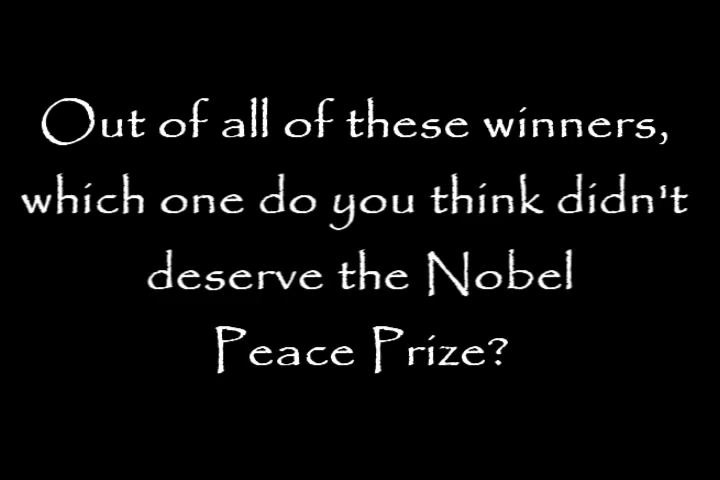 Out of all of these winners,
which one do you think didn't
deserve the Nobel
Peace Prize?